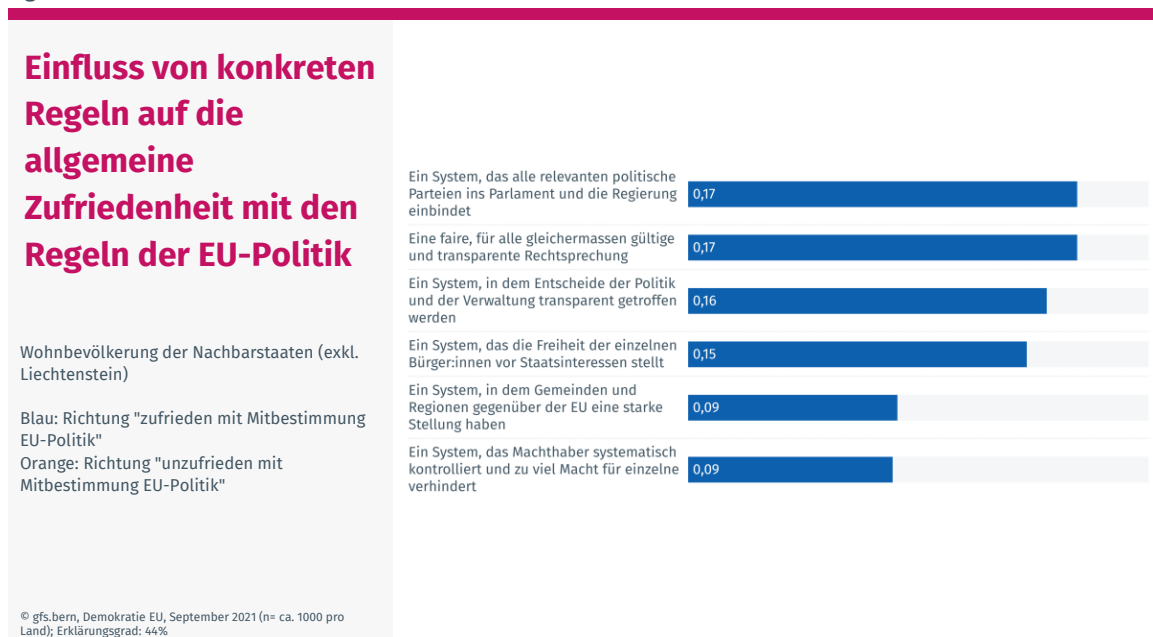 Einfluss von konkreten
Regeln auf die
allgemeine
Zufriedenheit mit den
Regeln der EU-Politik
Wohnbevölkerung der Nachbarstaaten (exkl.
Liechtenstein)
Blau: Richtung "zufrieden mit Mitbestimmung
EU-Politik"
Orange: Richtung "unzufrieden mit
Mitbestimmung EU-Politik"
© gfs.bern, Demokratie EU, September 2021 (n= ca. 1000 pro
Land); Erklärungsgrad: 44%
Ein System, das alle relevanten politische
Parteien ins Parlament und die Regierung
einbindet
0,17
Eine faire, für alle gleichermassen gültige
und transparente Rechtsprechung
0,17
Ein System, in dem Entscheide der Politik
und der Verwaltung transparent getroffen
werden
0,16
Ein System, das die Freiheit der einzelnen
Bürger:innen vor Staatsinteressen stellt
0,15
Ein System, in dem Gemeinden und
Regionen gegenüber der EU eine starke
Stellung haben
0,09
Ein System, das Machthaber systematisch
kontrolliert und zu viel Macht für einzelne
verhindert
0,09